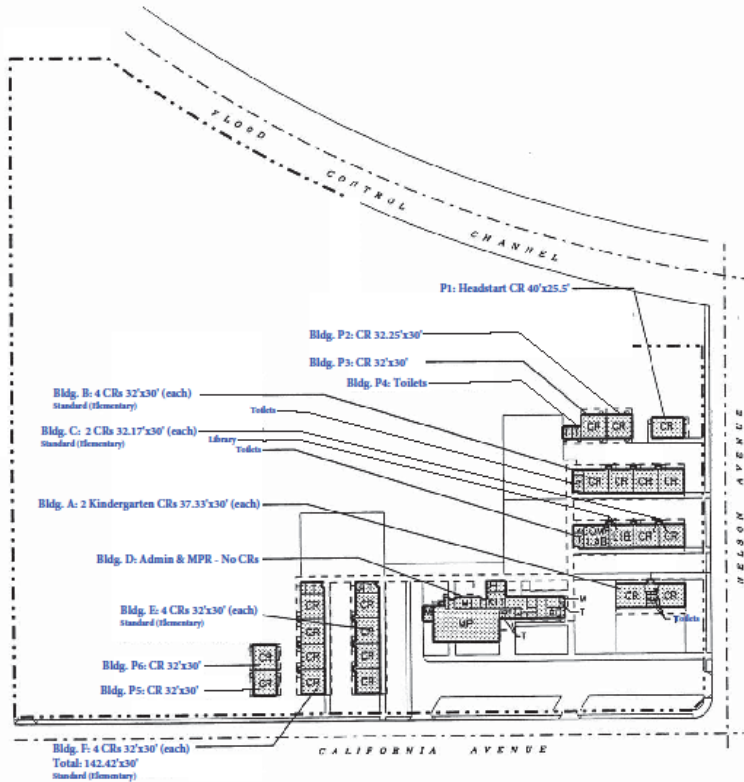 FLOOD
CONTROL
CHANNEL
P1: Headstart CR 40'x25.5'
Bldg. P2: CR 32.25'x30'
Bldg. P3: CR 32'x30'
Bldg. P4: Toilets
Bldg. B: 4 CRs 32'x30' (each)
Standard (Elementary)
Toilets
Bldg. C: 2 CRs 32.17'x30' (each)
Standard (Elementary)
Library
Toilets
CR CR
CR
CR CR CR CR
Bldg. A: 2 Kindergarten CRs 37.33'x30' (each)
COMP LAB LIB CR CR
NELSON AVENUE
Bldg. D: Admin & MPR - No CRs
CR CR
Toilets
KIT
M
T
MP
T
Bldg. E: 4 CRs 32'x30' (each)
Standard (Elementary)
CR CR
CR CR
CR CR
CR CR
Bldg. P6: CR 32'x30'
CR
Bldg. P5: CR 32'x30'
CR
Bldg. F: 4 CRs 32'x30' (each)
Total: 142.42'x30'
Standard (Elementary)
CALIFORNIA AVENUE